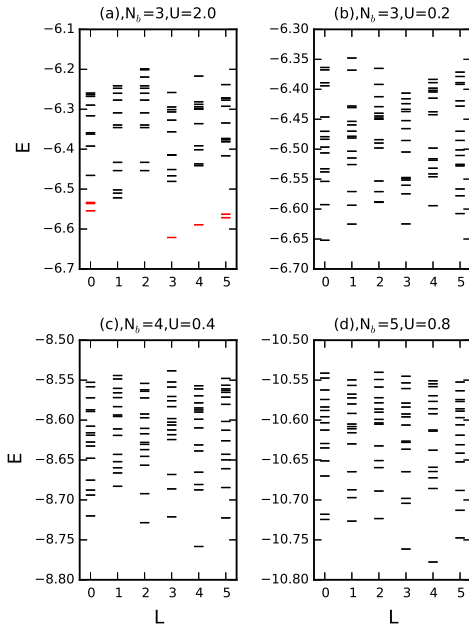 (a),N_b=3,U=2.0
−6.1
−6.2
−6.3
−6.4
−6.5
−6.6
−6.7
E
0 1 2 3 4 5
(b),N_b=3,U=0.2
−6.30
−6.35
−6.40
−6.45
−6.50
−6.55
−6.60
−6.65
−6.70
0 1 2 3 4 5
(c),N_b=4,U=0.4
−8.50
−8.55
−8.60
−8.65
−8.70
−8.75
−8.80
E
0 1 2 3 4 5
L
(d),N_b=5,U=0.8
−10.50
−10.55
−10.60
−10.65
−10.70
−10.75
−10.80
0 1 2 3 4 5
L